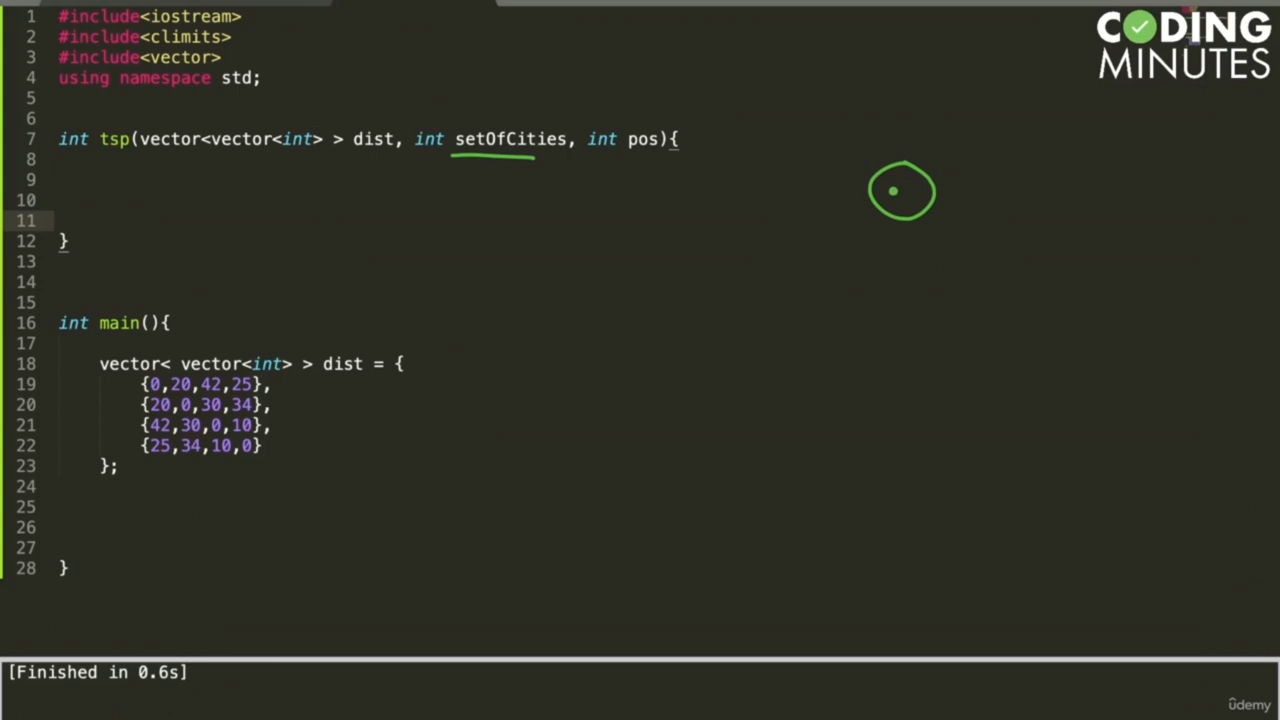 1 #include<iostream>
2 #include<climits>
3 #include<vector>
4 using namespace std;
5
6
7 int tsp(vector<vector<int> > dist, int setOfCities, int pos){
8
9
10
11
12 }
13
14
15
16 int main(){
17
18 vector< vector<int> > dist = {
19 {0,20,42,25},
20 {20,0,30,34},
21 {42,30,0,10},
22 {25,34,10,0}
23 };
24
25
26
27
28 }
[Finished in 0.6s]
CODING
MINUTES
ûdemy